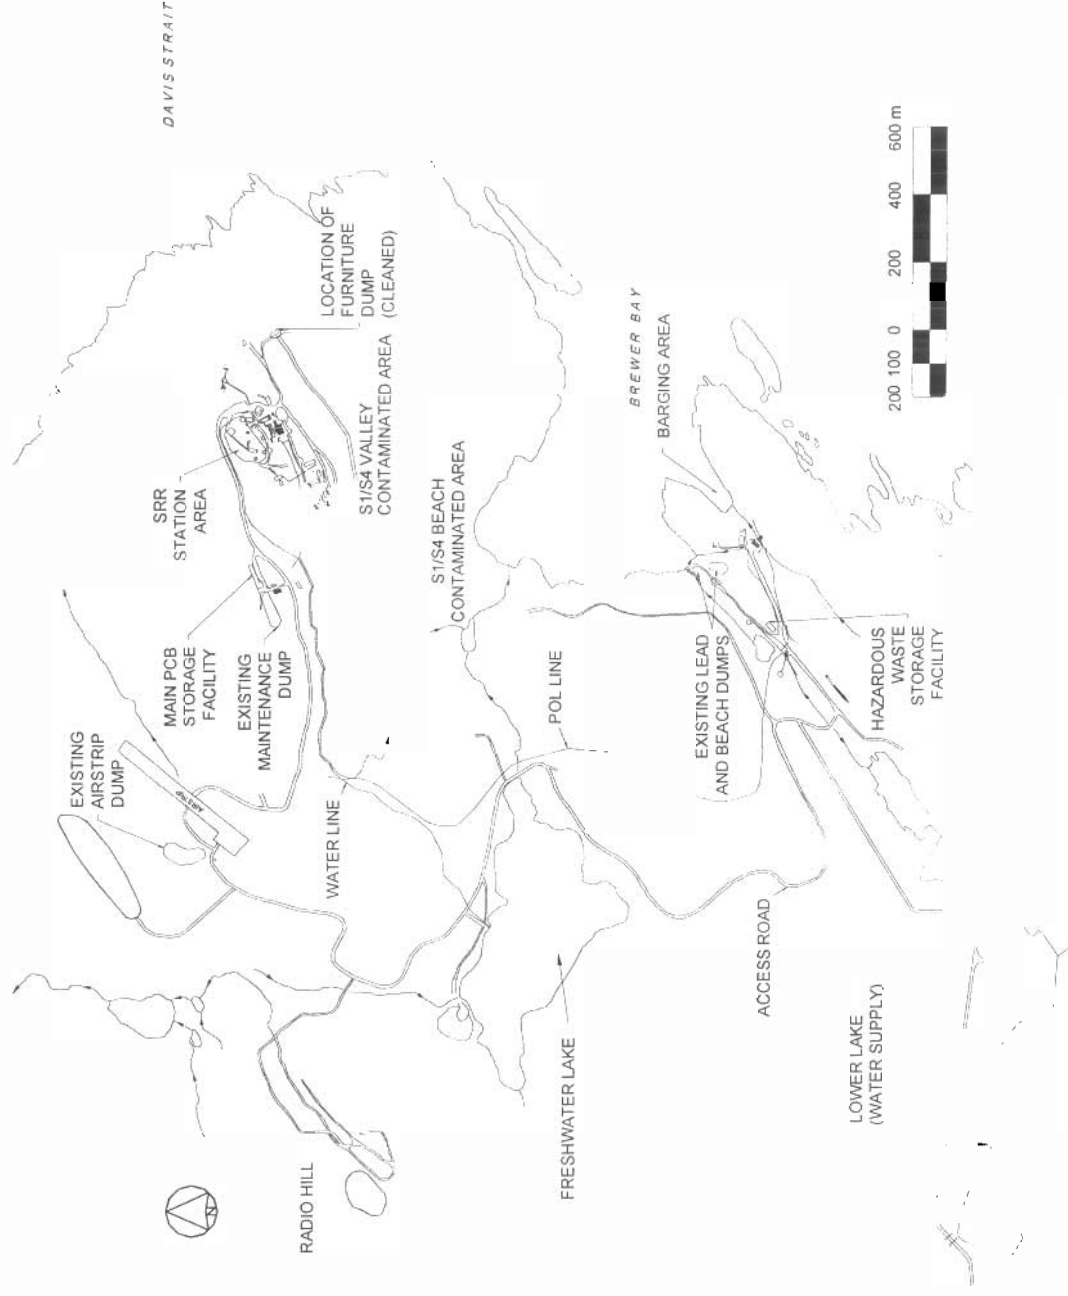 DAVIS STRAIT
LOCATION OF
FURNITURE
DUMP
(CLEANED)
S1/S4 VALLEY
CONTAMINATED AREA
SRR
STATION
AREA
MAIN PCB
STORAGE
FACILITY
EXISTING
MAINTENANCE
DUMP
EXISTING
AIRSTRIP
DUMP
AIRSTRIP
WATER LINE
RADIO HILL
N
S1/S4 BEACH
CONTAMINATED AREA
POL LINE
FRESHWATER LAKE
BREWER BAY
BARGING AREA
EXISTING LEAD
AND BEACH DUMPS
HAZARDOUS
WASTE
STORAGE
FACILITY
ACCESS ROAD
LOWER LAKE
(WATER SUPPLY)
200 100 0 200 400 600 m